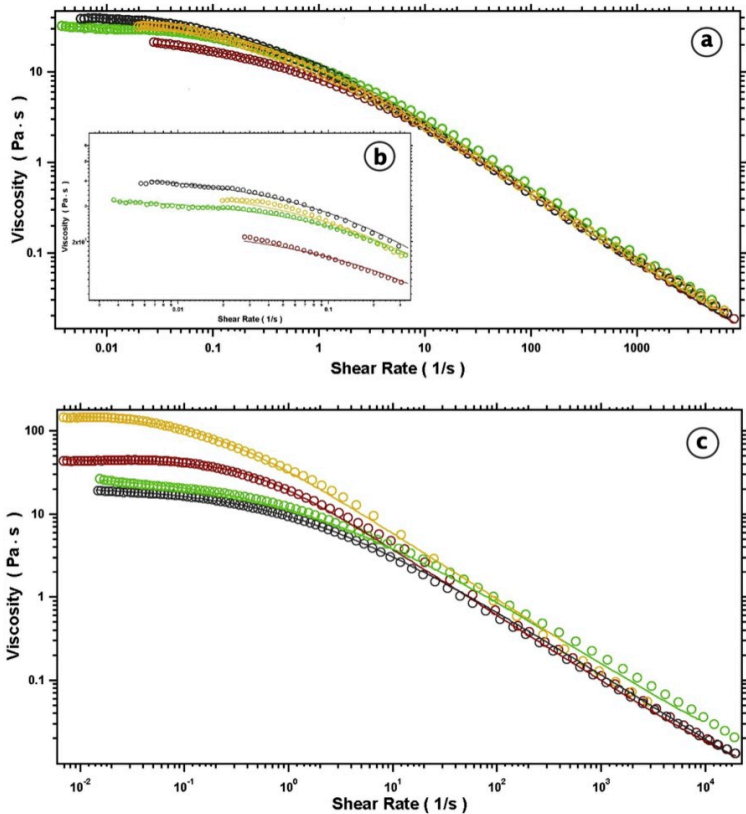 a
10
1
0.1
Viscosity ( Pa · s )
0.01 0.1 1 10 100 1000
Shear Rate ( 1/s )
b
Viscosity ( Pa · s )
0.01 0.1
Shear Rate ( 1/s )
c
100
10
1
0.1
Viscosity ( Pa · s )
10⁻² 10⁻¹ 10⁰ 10¹ 10² 10³ 10⁴
Shear Rate ( 1/s )